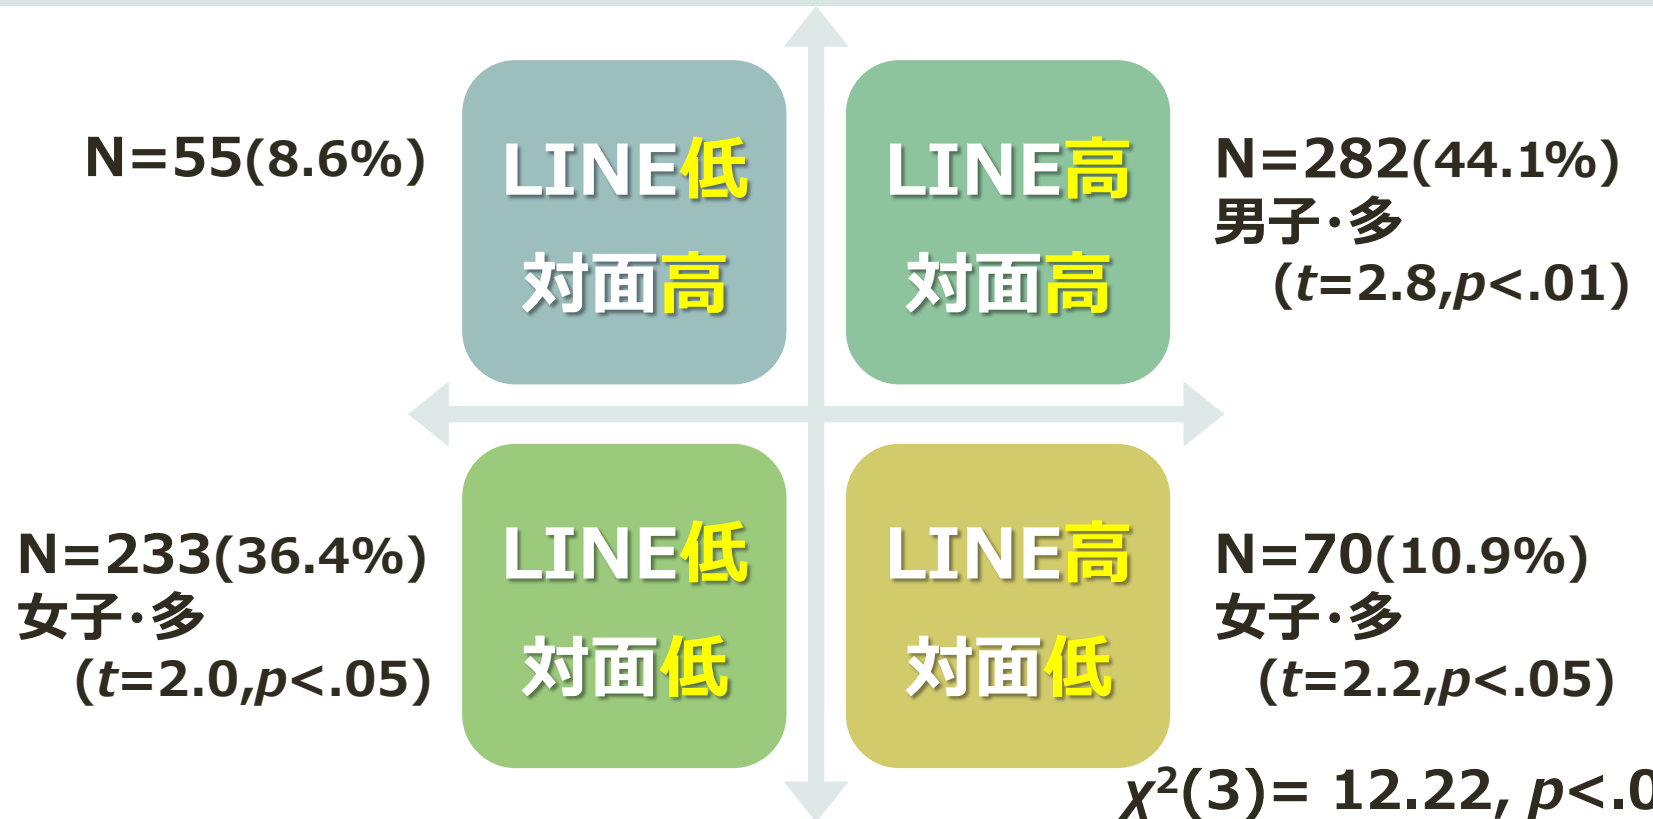 N=55(8.6%)
LINE低
対面高
LINE高
対面高
N=282(44.1%)
男子・多
(t=2.8,p<.01)
N=233(36.4%)
女子・多
(t=2.0,p<.05)
LINE低
対面低
LINE高
対面低
N=70(10.9%)
女子・多
(t=2.2,p<.05)
χ²(3)= 12.22, p<.0